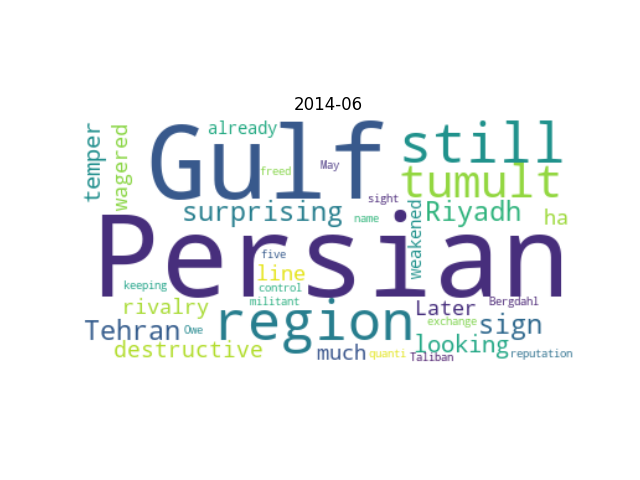 2014-06
temper
wagered
already
Gulf
freed
May
still
tumult
sight
surprising
name
weakened
Riyadh
ha
Persian
five
line
keeping
control
militant
rivalry
region
Later
Bergdahl
Tehran
Owe
exchange
sign
destructive
much
quanti
looking
Taliban
reputation